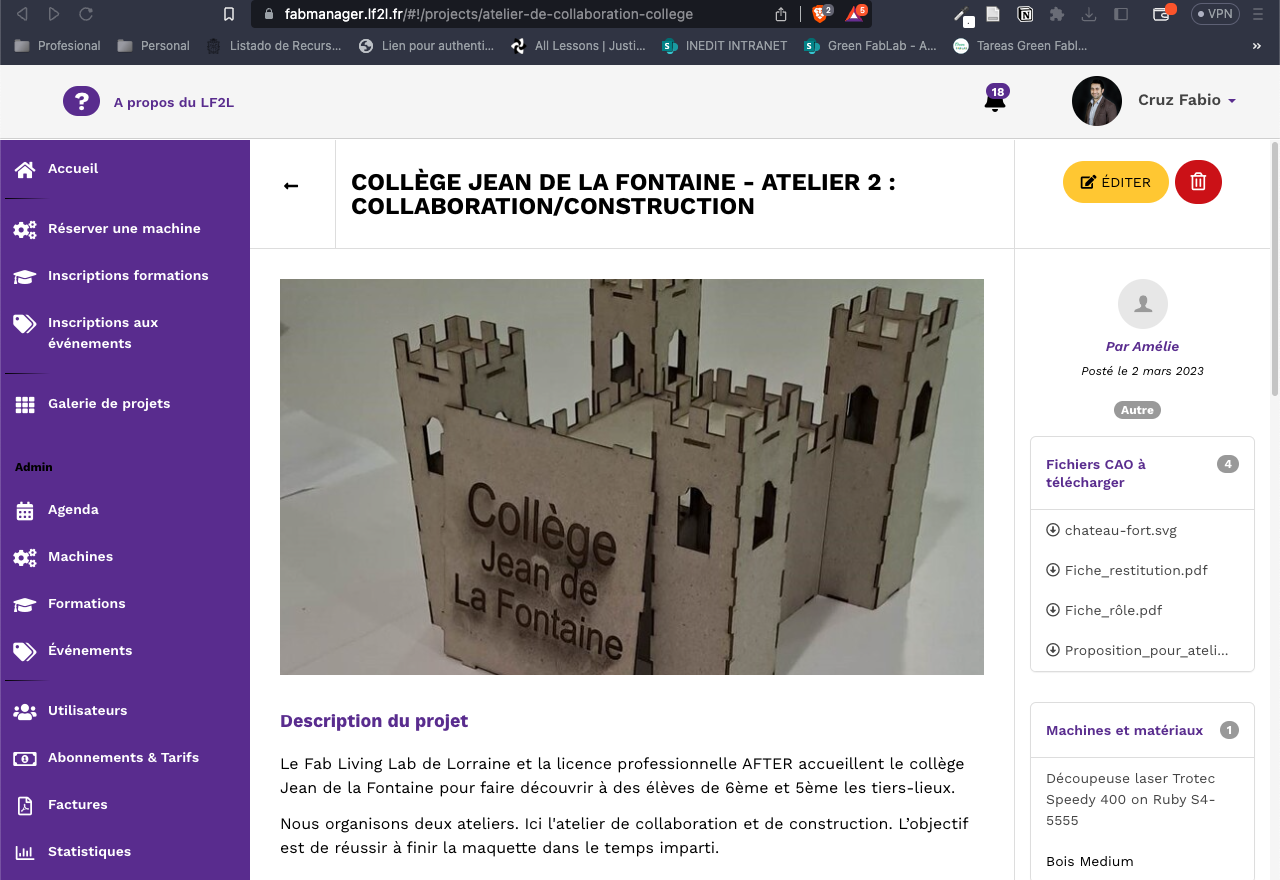 fabmanager.lf2l.fr/#!/projects/atelier-de-collaboration-college
2
5
VPN
Profesional
Personal
Listado de Recurs...
Lien pour authenti...
All Lessons | Justi...
INEDIT INTRANET
Green FabLab - A...
Tareas Green Fabl...
»
?
A propos du LF2L
18
Cruz Fabio
Accueil
Réserver une machine
Inscriptions formations
Inscriptions aux
événements
Galerie de projets
Admin
Agenda
Machines
Formations
Événements
Utilisateurs
Abonnements & Tarifs
Factures
Statistiques
COLLÈGE JEAN DE LA FONTAINE - ATELIER 2 :
COLLABORATION/CONSTRUCTION
ÉDITER
Collège
Jean de
La Fontaine
Description du projet
Le Fab Living Lab de Lorraine et la licence professionnelle AFTER accueillent le collège
Jean de la Fontaine pour faire découvrir à des élèves de 6ème et 5ème les tiers-lieux.
Nous organisons deux ateliers. Ici l'atelier de collaboration et de construction. L’objectif
est de réussir à finir la maquette dans le temps imparti.
Par Amélie
Posté le 2 mars 2023
Autre
Fichiers CAO à
télécharger
4
chateau-fort.svg
Fiche_restitution.pdf
Fiche_rôle.pdf
Proposition_pour_ateli...
Machines et matériaux
1
Découpeuse laser Trotec
Speedy 400 on Ruby S4-
5555
Bois Medium